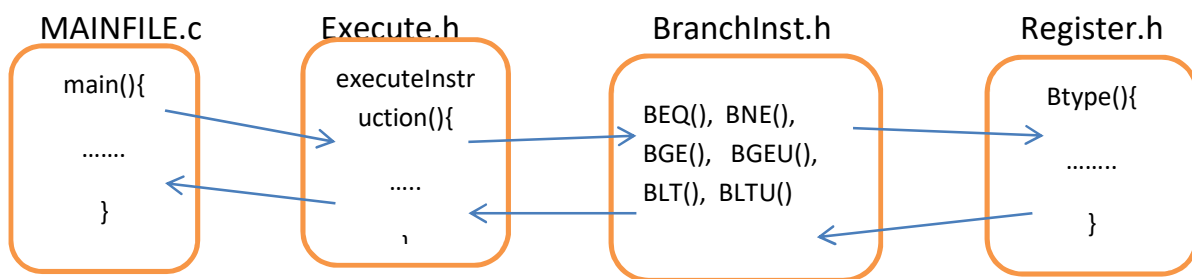 MAINFILE.c
Execute.h
BranchInst.h
Register.h
main(){
…….
}
executeInstr
uction(){
…..
}
BEQ(), BNE(),
BGE(), BGEU(),
BLT(), BLTU()
Btype(){
……..
}